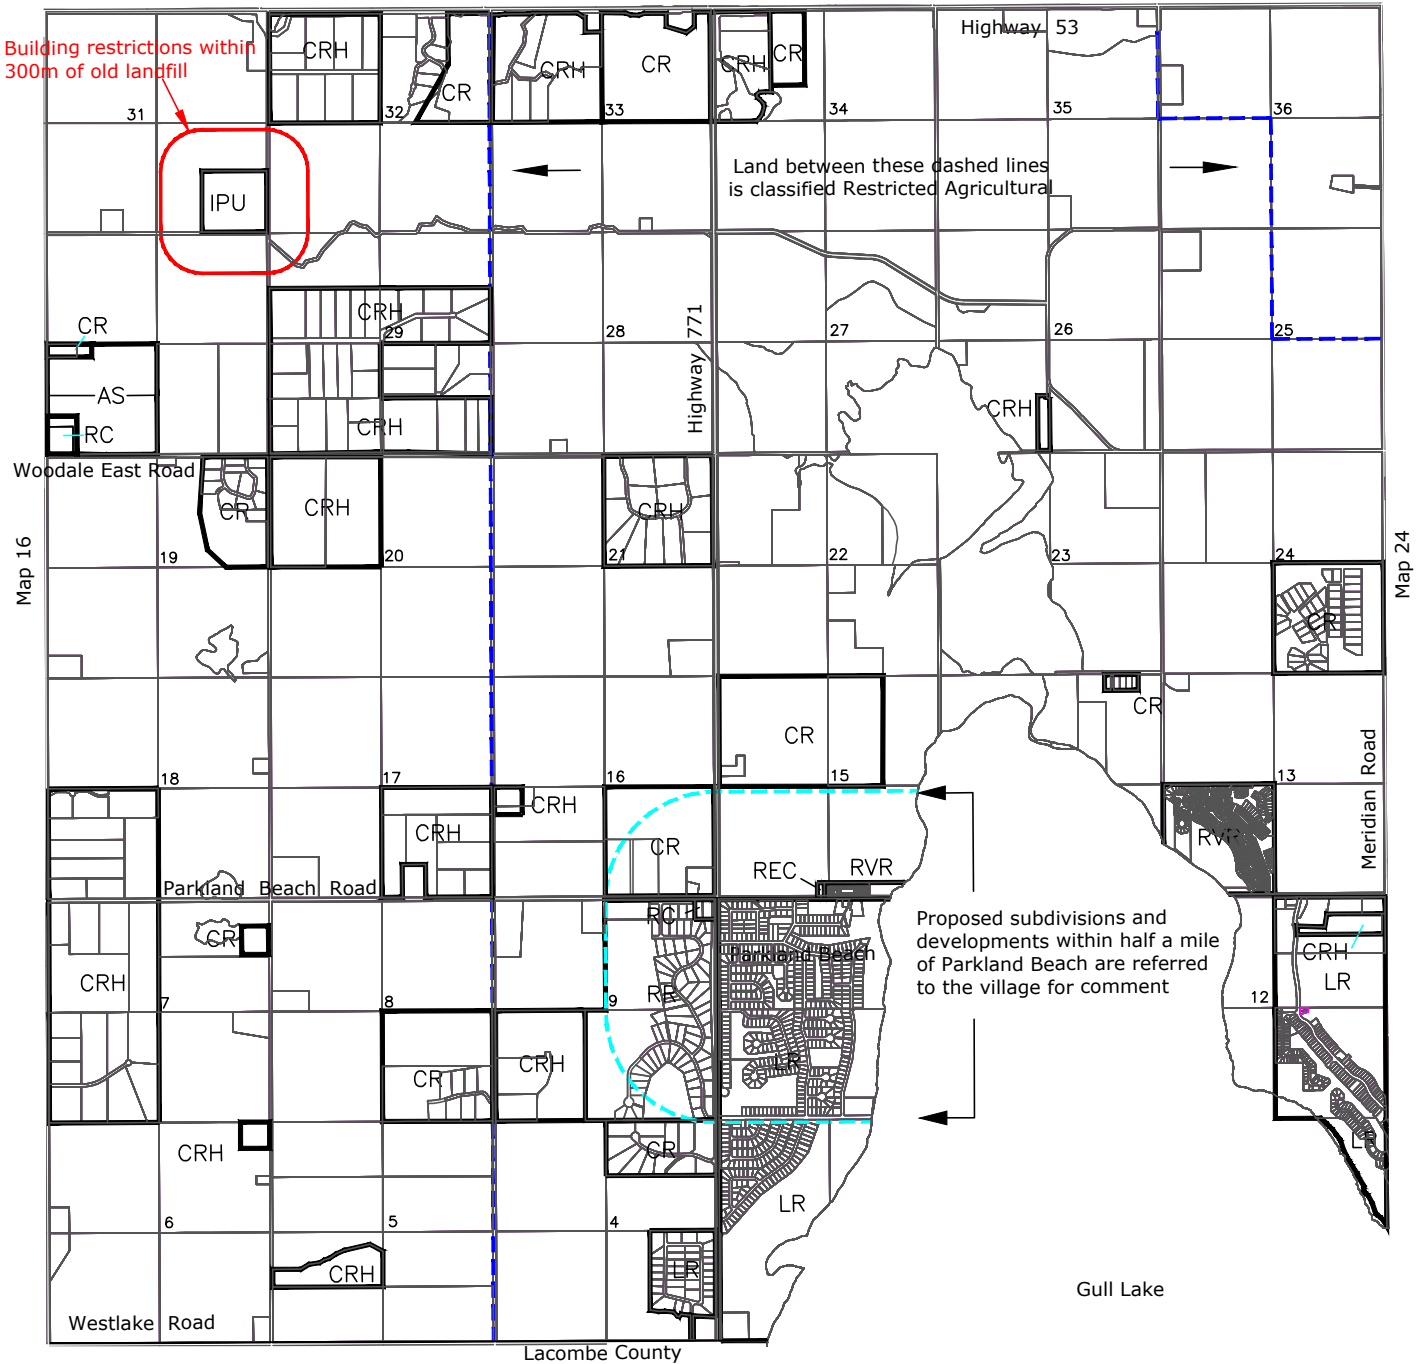 Highway 53
Building restrictions within
300m of old landfill
CRH
CR
CRH
CR
CRH
CR
31
32
33
34
35
36
Land between these dashed lines
is classified Restricted Agricultural
IPU
CRH
CR
29
28
Highway 771
27
26
25
AS
CRH
RC
CRH
Woodale East Road
CR
CRH
CRH
Map 16
19
20
21
22
23
24
Map 24
CR
CR
CR
18
17
16
15
13
Meridian Road
CRH
CRH
CR
RVR
REC
RVR
Parkland Beach Road
RC
CR
Parkland Beach
Proposed subdivisions and
developments within half a mile
of Parkland Beach are referred
to the village for comment
CRH
LR
CRH
RR
7
8
9
12
CRH
CR
LR
CRH
CR
LR
LR
6
5
4
CRH
LR
Gull Lake
Westlake Road
Lacombe County